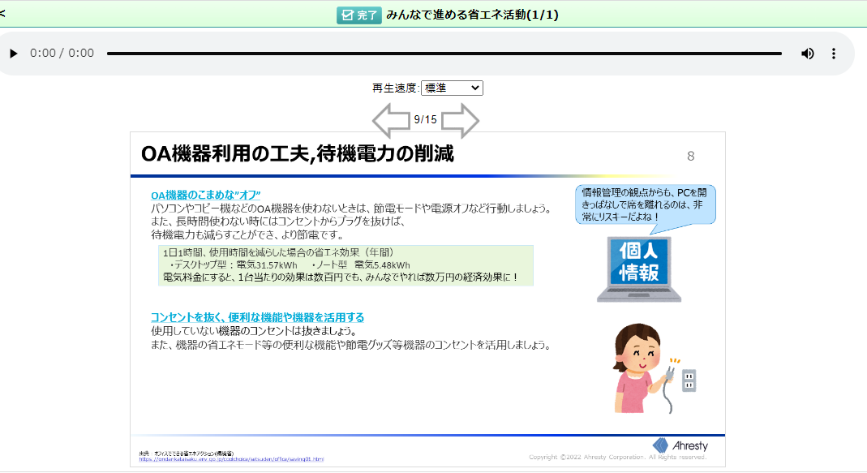 <
完了 みんなで進める省エネ活動(1/1)
0:00 / 0:00
再生速度: 標準
9/15
OA機器利用の工夫,待機電力の削減
8
OA機器のこまめな"オフ"
パソコンやコピー機などのOA機器を使わないときは、節電モードや電源オフなど行動しましょう。
また、長時間使わない時にはコンセントからプラグを抜けば、
待機電力も減らすことができ、より節電です。
1日1時間、使用時間を減らした場合の省エネ効果（年間）
・デスクトップ型：電気31.57kWh ・ノート型 電気5.48kWh
電気料金にすると、1台当たりの効果は数百円でも、みんなでやれば数万円の経済効果に！
情報管理の観点からも、PCを開
きっぱなしで席を離れるのは、非
常にリスキーだよね！
個人
情報
コンセントを抜く、便利な機能や機器を活用する
使用していない機器のコンセントは抜きましょう。
また、機器の省エネモード等の便利な機能や節電グッズ等機器のコンセントを活用しましょう。
Ahresty
Copyright ©2022 Ahresty Corporation. All Rights reserved.